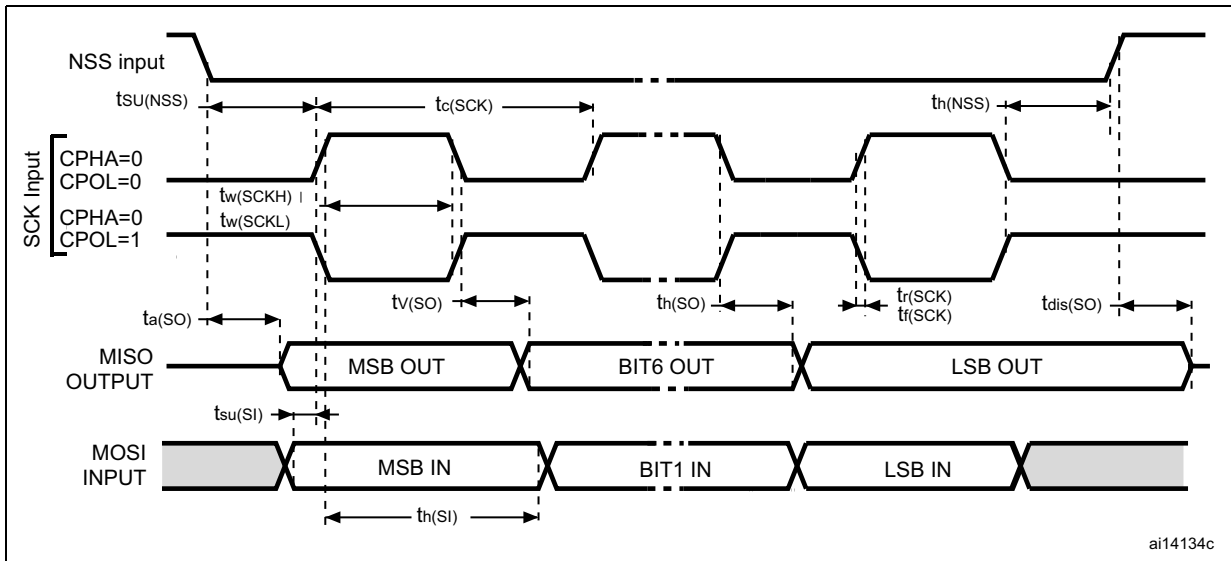 NSS input
tSU(NSS)
tc(SCK)
th(NSS)
SCK Input
CPHA=0
CPOL=0
tw(SCKH)
tw(SCKL)
CPHA=0
CPOL=1
tV(SO)
th(SO)
tr(SCK)
tf(SCK)
ta(SO)
tdis(SO)
MISO
OUTPUT
MSB OUT
BIT6 OUT
LSB OUT
tsu(SI)
MOSI
INPUT
MSB IN
BIT1 IN
LSB IN
th(SI)
ai14134c